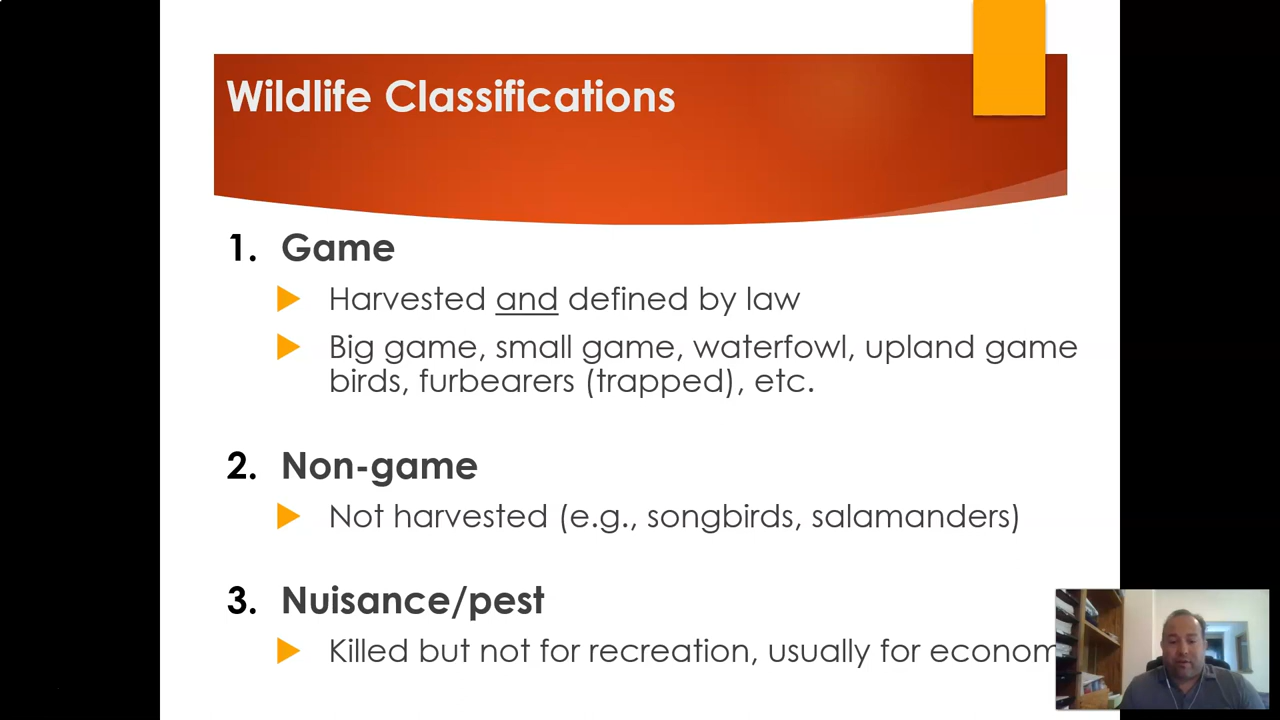 Wildlife Classifications
1. Game
Harvested and defined by law
Big game, small game, waterfowl, upland game
birds, furbearers (trapped), etc.
2. Non-game
Not harvested (e.g., songbirds, salamanders)
3. Nuisance/pest
Killed but not for recreation, usually for